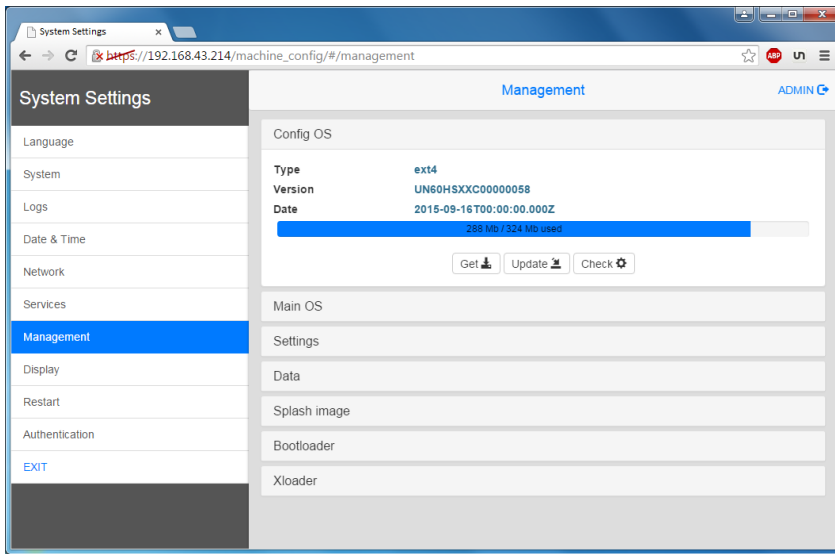 System Settings
https://192.168.43.214/machine_config/#/management
ABP
System Settings
Management
ADMIN
Language
System
Logs
Date & Time
Network
Services
Management
Display
Restart
Authentication
EXIT
Config OS
Type ext4
Version UN60HSXXC00000058
Date 2015-09-16T00:00:00.000Z
288 Mb / 324 Mb used
Get Update Check
Main OS
Settings
Data
Splash image
Bootloader
Xloader